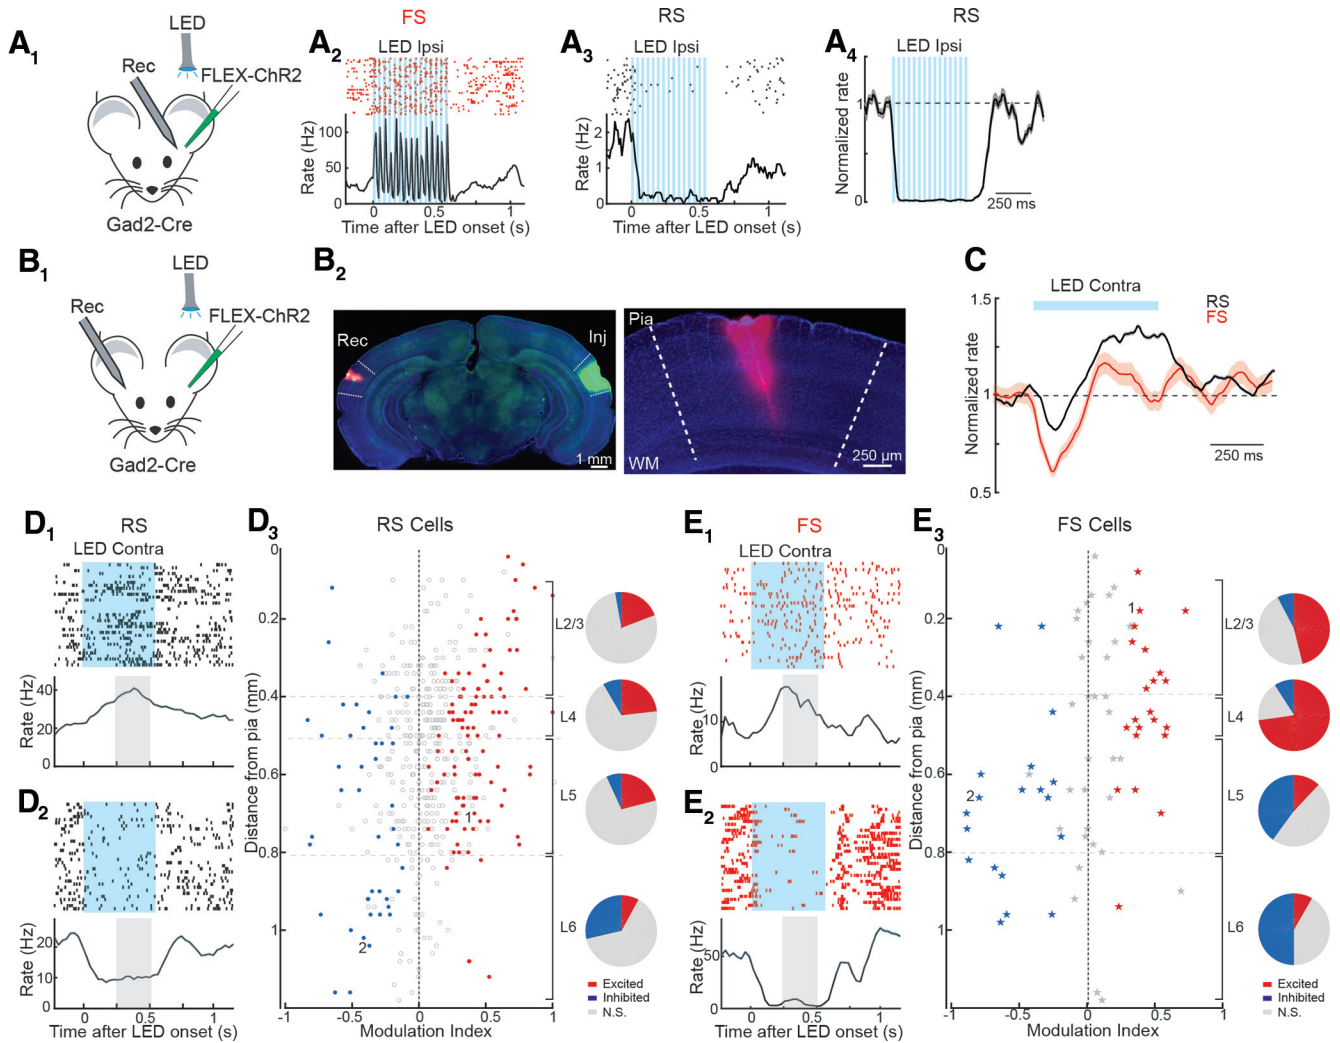 A1
LED
Rec
FLEX-ChR2
Gad2-Cre
A2
FS
LED Ipsi
100
50
0
Rate (Hz)
0
0.5
1
Time after LED onset (s)
A3
RS
LED Ipsi
2
1
0
Rate (Hz)
0
0.5
1
Time after LED onset (s)
A4
RS
LED Ipsi
1
0
Normalized rate
250 ms
B1
LED
Rec
FLEX-ChR2
Gad2-Cre
B2
Rec
Inj
1 mm
Pia
WM
250 µm
C
LED Contra
RS
FS
1.5
1
0.5
Normalized rate
250 ms
D1
RS
LED Contra
40
20
0
Rate (Hz)
D2
20
10
0
Rate (Hz)
0
0.5
1
Time after LED onset (s)
D3
RS Cells
0
0.2
0.4
0.6
0.8
1
Distance from pia (mm)
1
2
-1
-0.5
0
0.5
1
Modulation Index
L2/3
L4
L5
L6
Excited
Inhibited
N.S.
E1
FS
LED Contra
10
0
Rate (Hz)
E2
50
0
Rate (Hz)
0
0.5
1
Time after LED onset (s)
E3
FS Cells
0
0.2
0.4
0.6
0.8
1
Distance from pia (mm)
1
2
-1
-0.5
0
0.5
1
Modulation Index
L2/3
L4
L5
L6
Excited
Inhibited
N.S.